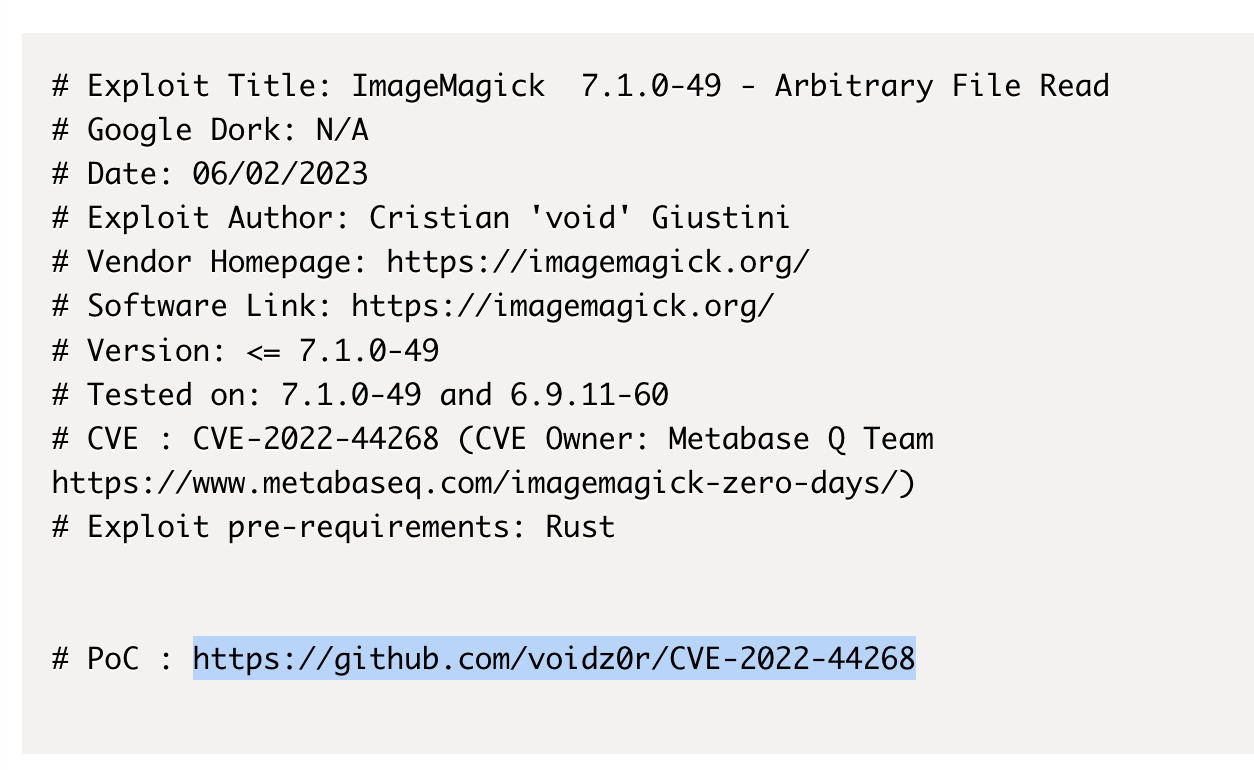 # Exploit Title: ImageMagick  7.1.0-49 - Arbitrary File Read
# Google Dork: N/A
# Date: 06/02/2023
# Exploit Author: Cristian 'void' Giustini
# Vendor Homepage: https://imagemagick.org/
# Software Link: https://imagemagick.org/
# Version: <= 7.1.0-49
# Tested on: 7.1.0-49 and 6.9.11-60
# CVE : CVE-2022-44268 (CVE Owner: Metabase Q Team
https://www.metabaseq.com/imagemagick-zero-days/)
# Exploit pre-requirements: Rust
# PoC : https://github.com/voidz0r/CVE-2022-44268